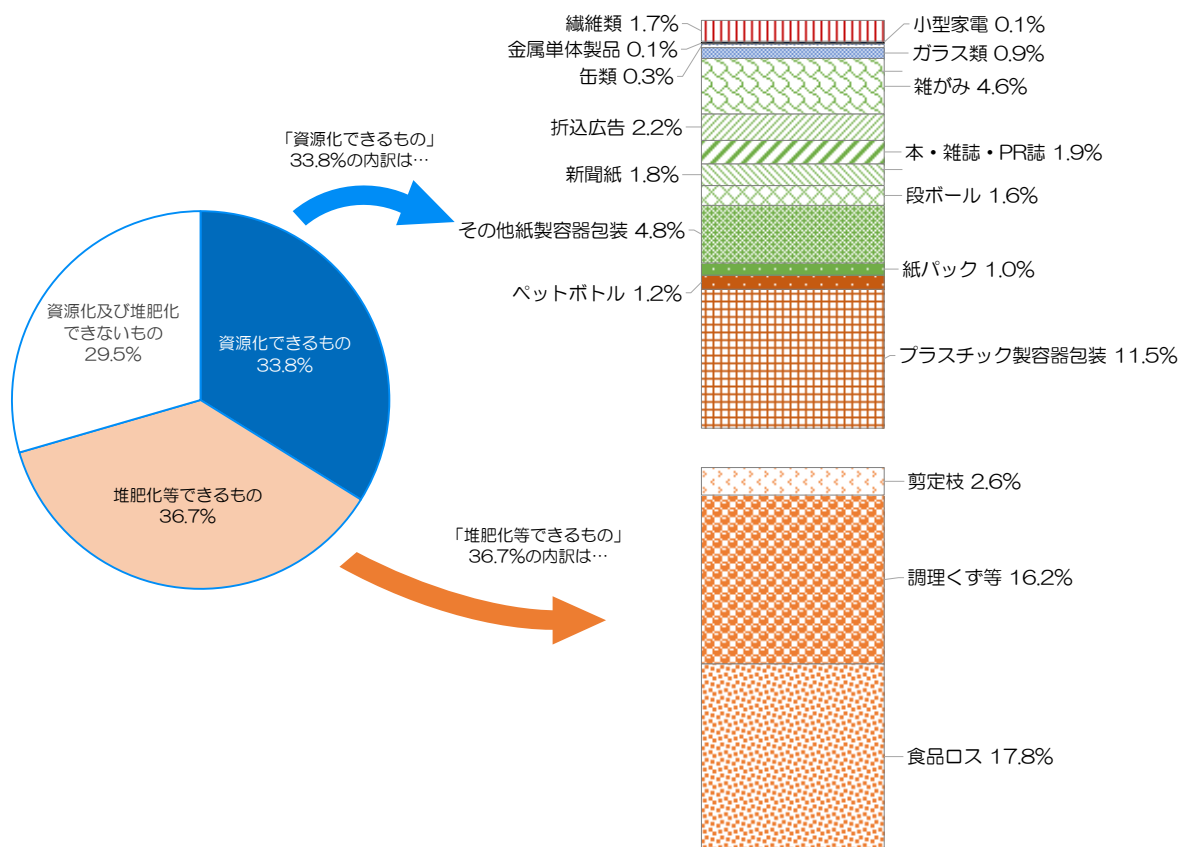 繊維類 1.7%
小型家電 0.1%
金属単体製品 0.1%
ガラス類 0.9%
缶類 0.3%
雑がみ 4.6%
折込広告 2.2%
「資源化できるもの」
33.8%の内訳は…
本・雑誌・PR誌 1.9%
新聞紙 1.8%
段ボール 1.6%
その他紙製容器包装 4.8%
紙パック 1.0%
ペットボトル 1.2%
資源化及び堆肥化
できないもの
29.5%
資源化できるもの
33.8%
プラスチック製容器包装 11.5%
堆肥化等できるもの
36.7%
剪定枝 2.6%
「堆肥化等できるもの」
36.7%の内訳は…
調理くず等 16.2%
食品ロス 17.8%